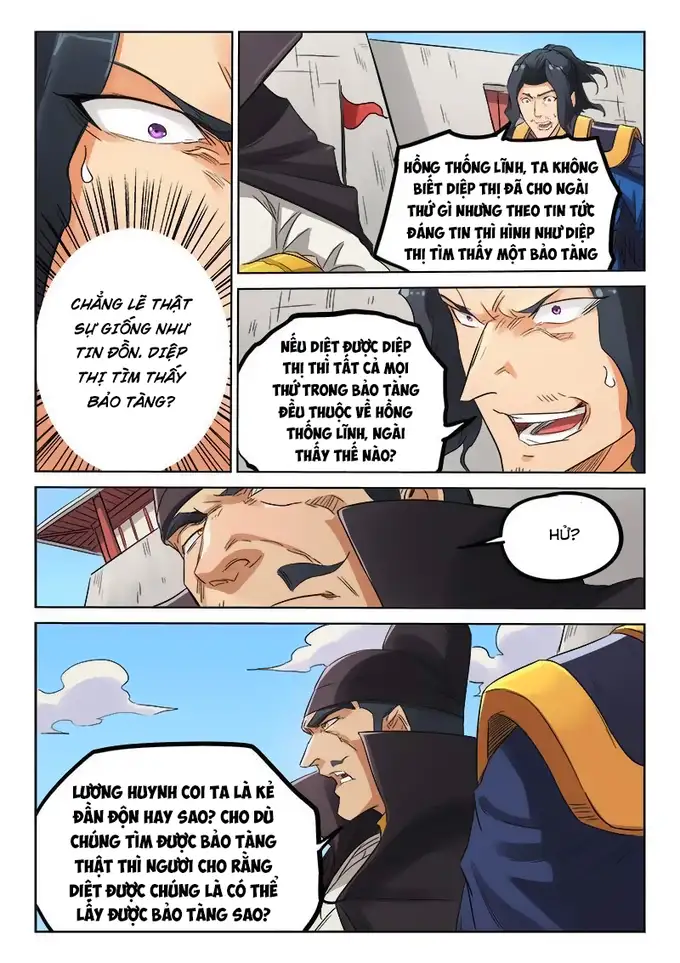 CHẲNG LẼ THẬT
SỰ GIỐNG NHƯ
TIN ĐỒN. DIỆP
THỊ TÌM THẤY
BẢO TÀNG?
HỒNG THỐNG LĨNH, TA KHÔNG
BIẾT DIỆP THỊ ĐÃ CHO NGÀI
THỨ GÌ NHƯNG THEO TIN TỨC
ĐÁNG TIN THÌ HÌNH NHƯ DIỆP
THỊ TÌM THẤY MỘT BẢO TÀNG
NẾU DIỆT ĐƯỢC DIỆP
THỊ THÌ TẤT CẢ MỌI
THỨ TRONG BẢO TÀNG
ĐỀU THUỘC VỀ HỒNG
THỐNG LĨNH, NGÀI
THẤY THẾ NÀO?
HỬ?
LƯƠNG HUYNH COI TA LÀ KẺ
ĐẦN ĐỘN HAY SAO? CHO DÙ
CHÚNG TÌM ĐƯỢC BẢO TÀNG
THẬT THÌ NGƯƠI CHO RẰNG
DIỆT ĐƯỢC CHÚNG LÀ CÓ THỂ
LẤY ĐƯỢC BẢO TÀNG SAO?